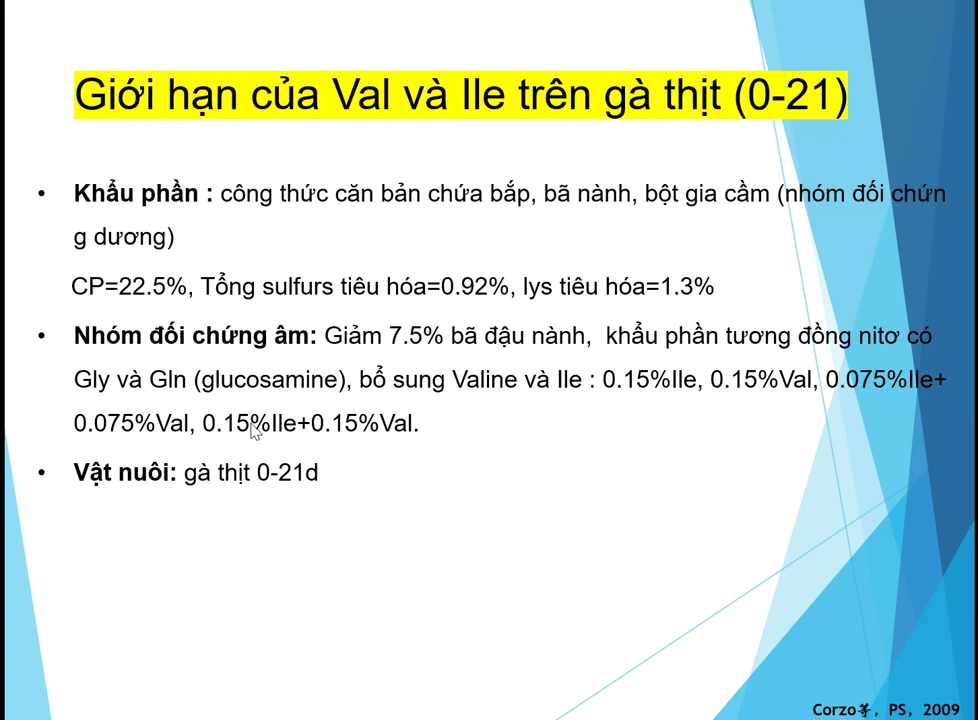 Giới hạn của Val và Ile trên gà thịt (0-21)
• Khẩu phần : công thức căn bản chứa bắp, bã nành, bột gia cầm (nhóm đối chứn
g dương)
CP=22.5%, Tổng sulfurs tiêu hóa=0.92%, lys tiêu hóa=1.3%
• Nhóm đối chứng âm: Giảm 7.5% bã đậu nành, khẩu phần tương đồng nitơ có
Gly và Gln (glucosamine), bổ sung Valine và Ile : 0.15%Ile, 0.15%Val, 0.075%Ile+
0.075%Val, 0.15%Ile+0.15%Val.
• Vật nuôi: gà thịt 0-21d
Corzo等, PS, 2009